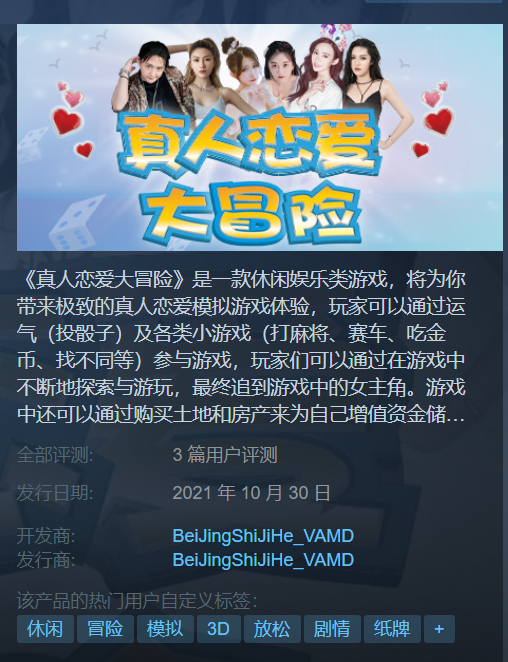 真人恋爱
大冒险
《真人恋爱大冒险》是一款休闲娱乐类游戏，将为你
带来极致的真人恋爱模拟游戏体验，玩家可以通过运
气（投骰子）及各类小游戏（打麻将、赛车、吃金
币、找不同等）参与游戏，玩家们可以通过在游戏中
不断地探索与游玩，最终追到游戏中的女主角。游戏
中还可以通过购买土地和房产来为自己增值资金储...
全部评测: 3 篇用户评测
发行日期: 2021 年 10 月 30 日
开发商: BeiJingShiJiHe_VAMD
发行商: BeiJingShiJiHe_VAMD
该产品的热门用户自定义标签:
休闲 冒险 模拟 3D 放松 剧情 纸牌 +